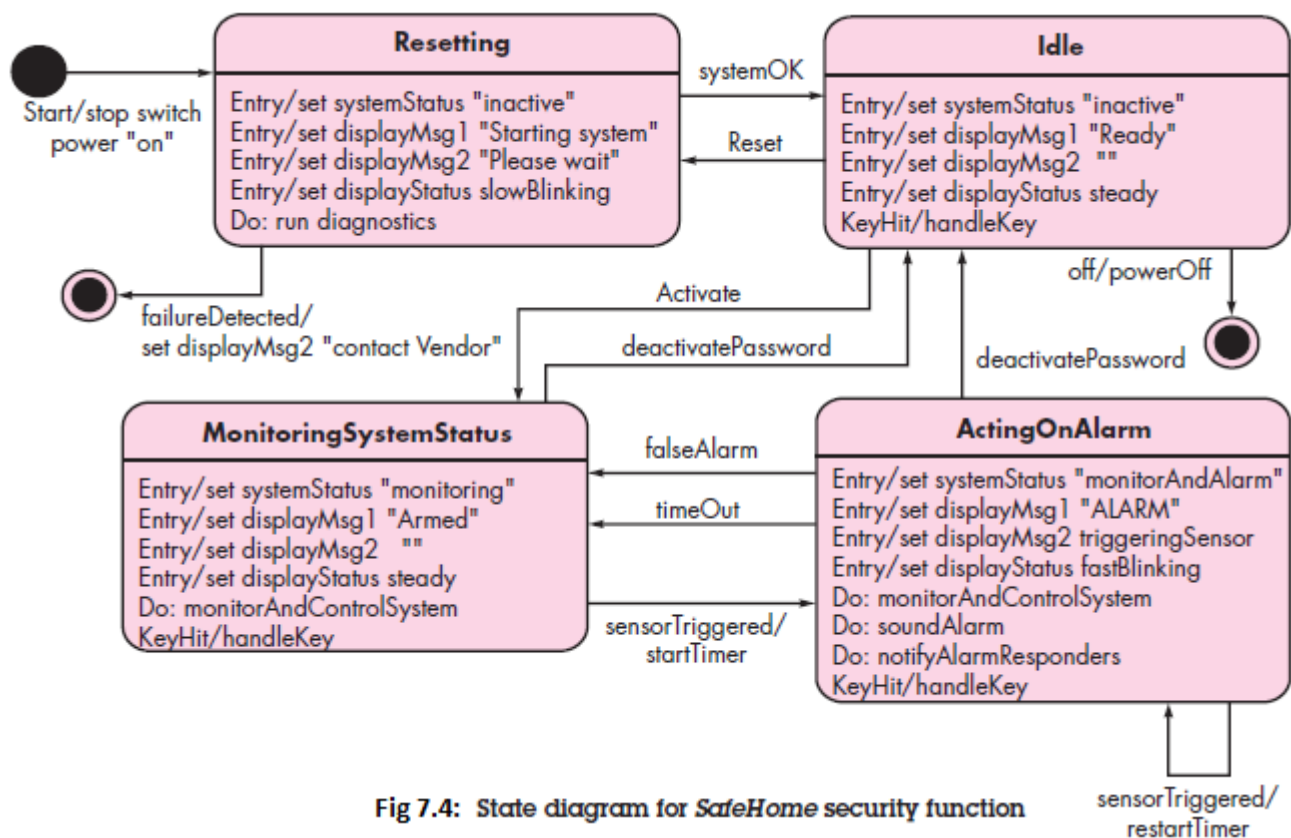 Resetting
Entry/set systemStatus "inactive"
Entry/set displayMsg1 "Starting system"
Entry/set displayMsg2 "Please wait"
Entry/set displayStatus slowBlinking
Do: run diagnostics
Start/stop switch
power "on"
systemOK
Reset
Idle
Entry/set systemStatus "inactive"
Entry/set displayMsg1 "Ready"
Entry/set displayMsg2 ""
Entry/set displayStatus steady
KeyHit/handleKey
failureDetected/
set displayMsg2 "contact Vendor"
Activate
deactivatePassword
off/powerOff
deactivatePassword
MonitoringSystemStatus
Entry/set systemStatus "monitoring"
Entry/set displayMsg1 "Armed"
Entry/set displayMsg2 ""
Entry/set displayStatus steady
Do: monitorAndControlSystem
KeyHit/handleKey
falseAlarm
timeOut
sensorTriggered/
startTimer
ActingOnAlarm
Entry/set systemStatus "monitorAndAlarm"
Entry/set displayMsg1 "ALARM"
Entry/set displayMsg2 triggeringSensor
Entry/set displayStatus fastBlinking
Do: monitorAndControlSystem
Do: soundAlarm
Do: notifyAlarmResponders
KeyHit/handleKey
sensorTriggered/
restartTimer
Fig 7.4: State diagram for SafeHome security function